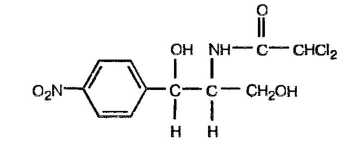 O
OH NH C CHCl₂
O₂N C C CH₂OH
H H